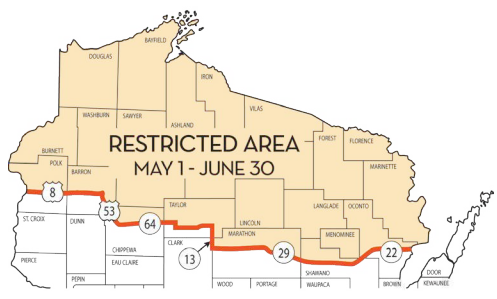 BAYFIELD
DOUGLAS
IRON
VILAS
WASHBURN
SAWYER
ASHLAND
FOREST
FLORENCE
RESTRICTED AREA
MAY 1 - JUNE 30
BURNETT
POLK
BARRON
MARINETTE
8
53
64
TAYLOR
LINCOLN
LANGLADE
OCONTO
ST. CROIX
DUNN
CHIPPEWA
CLARK
MARATHON
MENOMINEE
13
29
22
PIERCE
EAU CLAIRE
SHAWANO
DOOR
PEPIN
WOOD
PORTAGE
WAUPACA
BROWN
KEWAUNEE